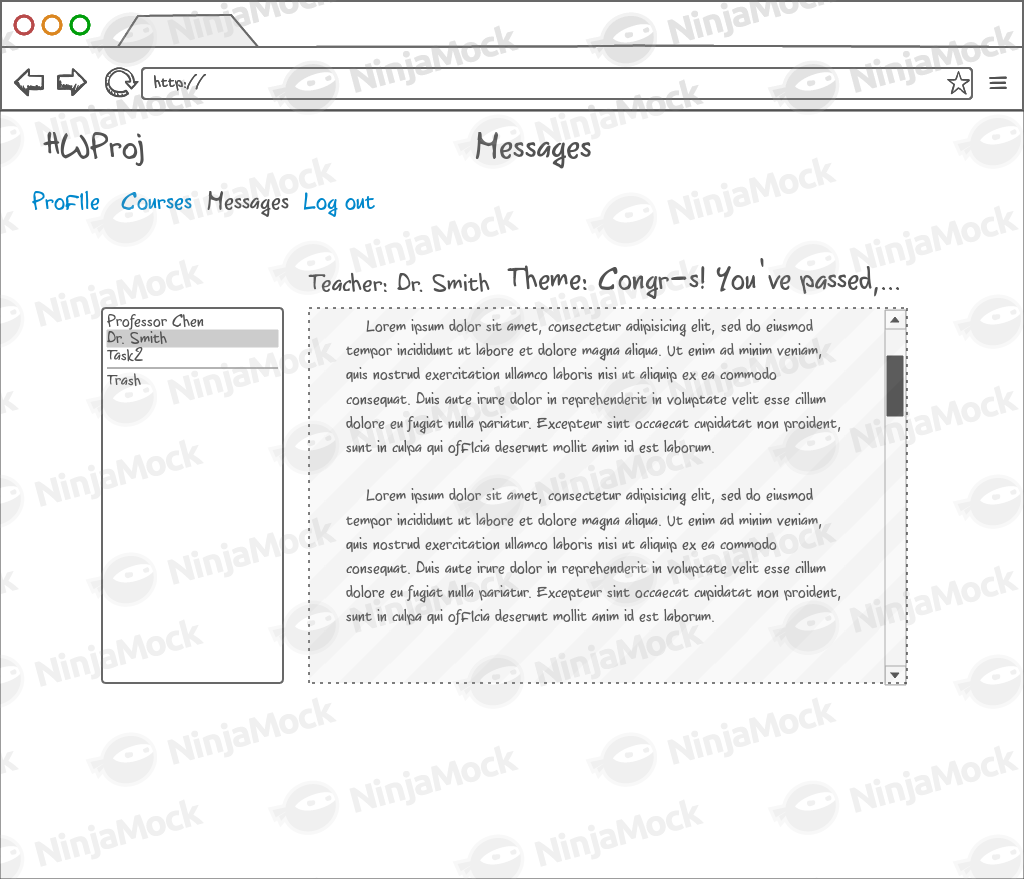 http://
HWProj
Messages
ProFIle Courses Messages Log out
Teacher: Dr. Smith Theme: Congr-s! You've passed,...
Professor Chen
Dr. Smith
Task2
Trash
Lorem ipsum dolor sit amet, consectetur adipisicing elit, sed do eiusmod
tempor incididunt ut labore et dolore magna aliqua. Ut enim ad minim veniam,
quis nostrud exercitation ullamco laboris nisi ut aliquip ex ea commodo
consequat. Duis aute irure dolor in reprehenderit in voluptate velit esse cillum
dolore eu fugiat nulla pariatur. Excepteur sint occaecat cupidatat non proident,
sunt in culpa qui ofFIcia deserunt mollit anim id est laborum.
Lorem ipsum dolor sit amet, consectetur adipisicing elit, sed do eiusmod
tempor incididunt ut labore et dolore magna aliqua. Ut enim ad minim veniam,
quis nostrud exercitation ullamco laboris nisi ut aliquip ex ea commodo
consequat. Duis aute irure dolor in reprehenderit in voluptate velit esse cillum
dolore eu fugiat nulla pariatur. Excepteur sint occaecat cupidatat non proident,
sunt in culpa qui ofFIcia deserunt mollit anim id est laborum.
NinjaMock